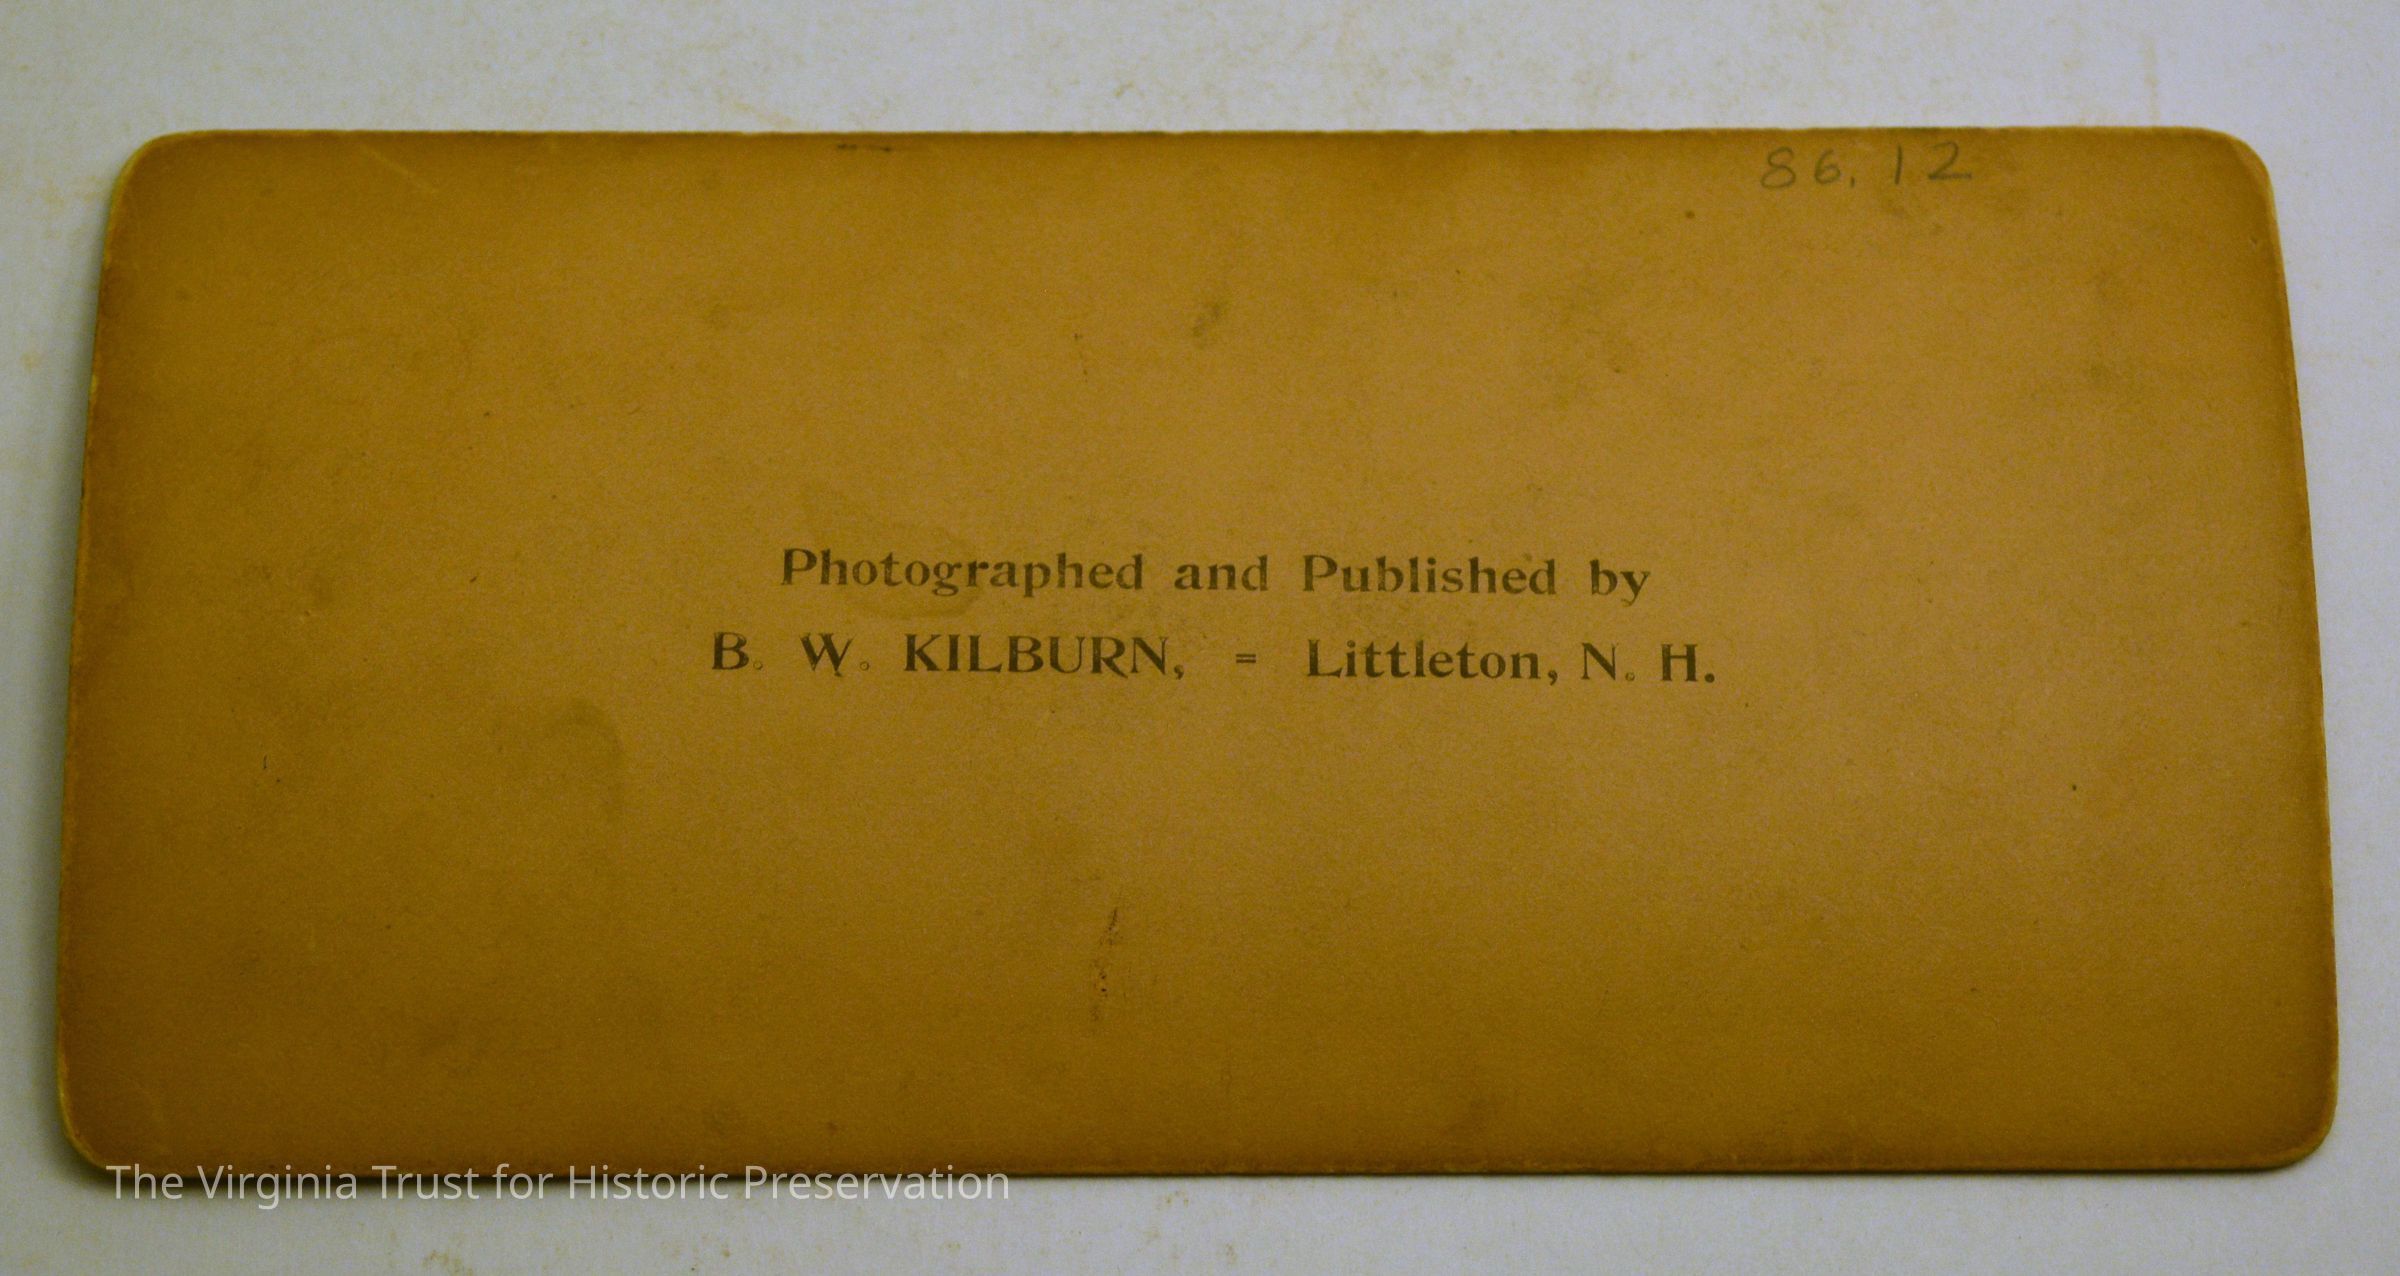 86.12
Photographed and Published by
B. W. KILBURN, = Littleton, N. H.
The Virginia Trust for Historic Preservation